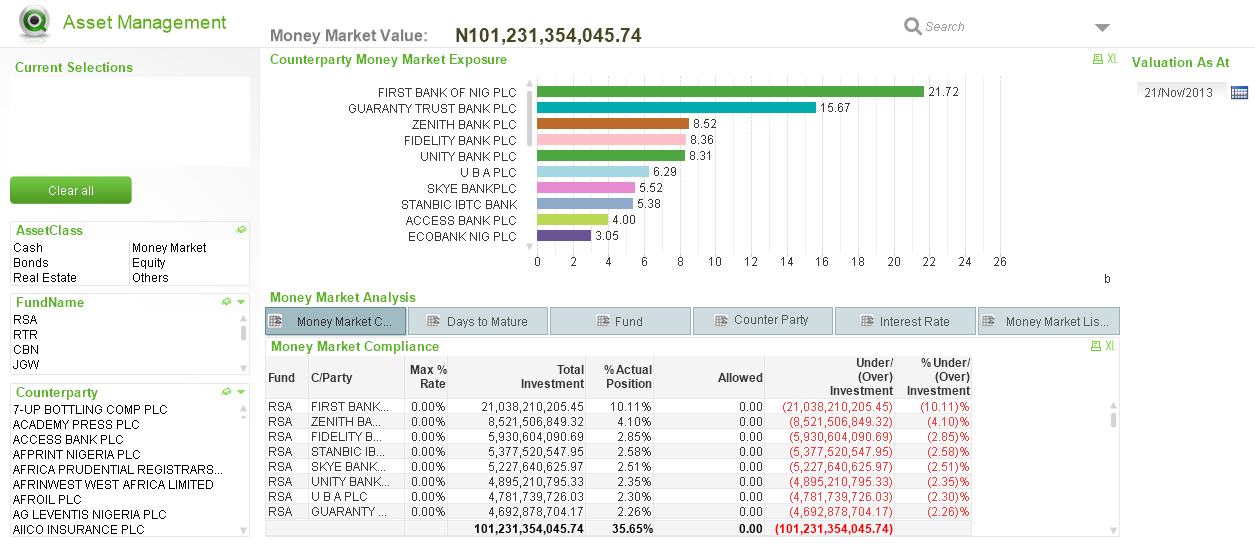 Asset Management
Money Market Value: N101,231,354,045.74
Search
Current Selections
Clear all
AssetClass
Cash Money Market
Bonds Equity
Real Estate Others
FundName
RSA
RTR
CBN
JGW
Counterparty
7-UP BOTTLING COMP PLC
ACADEMY PRESS PLC
ACCESS BANK PLC
AFPRINT NIGERIA PLC
AFRICA PRUDENTIAL REGISTRARS...
AFRINWEST WEST AFRICA LIMITED
AFROIL PLC
AG LEVENTIS NIGERIA PLC
AIICO INSURANCE PLC
Counterparty Money Market Exposure
XL
FIRST BANK OF NIG PLC 21.72
GUARANTY TRUST BANK PLC 15.67
ZENITH BANK PLC 8.52
FIDELITY BANK PLC 8.36
UNITY BANK PLC 8.31
U B A PLC 6.29
SKYE BANKPLC 5.52
STANBIC IBTC BANK 5.38
ACCESS BANK PLC 4.00
ECOBANK NIG PLC 3.05
0 2 4 6 8 10 12 14 16 18 20 22 24 26
b
Valuation As At
21/Nov/2013
Money Market Analysis
Money Market C... Days to Mature Fund Counter Party Interest Rate Money Market Lis...
Money Market Compliance
XL
Fund C/Party Max % Rate Total Investment % Actual Position Allowed Under/ (Over) Investment % Under/ (Over) Investment
RSA FIRST BANK... 0.00% 21,038,210,205.45 10.11% 0.00 (21,038,210,205.45) (10.11)%
RSA ZENITH BA... 0.00% 8,521,506,849.32 4.10% 0.00 (8,521,506,849.32) (4.10)%
RSA FIDELITY B... 0.00% 5,930,604,090.69 2.85% 0.00 (5,930,604,090.69) (2.85)%
RSA STANBIC IB... 0.00% 5,377,520,547.95 2.58% 0.00 (5,377,520,547.95) (2.58)%
RSA SKYE BANK... 0.00% 5,227,640,625.97 2.51% 0.00 (5,227,640,625.97) (2.51)%
RSA UNITY BANK... 0.00% 4,895,210,795.33 2.35% 0.00 (4,895,210,795.33) (2.35)%
RSA U B A PLC 0.00% 4,781,739,726.03 2.30% 0.00 (4,781,739,726.03) (2.30)%
RSA GUARANTY ... 0.00% 4,692,878,704.17 2.26% 0.00 (4,692,878,704.17) (2.26)%
101,231,354,045.74 35.65% 0.00 (101,231,354,045.74)